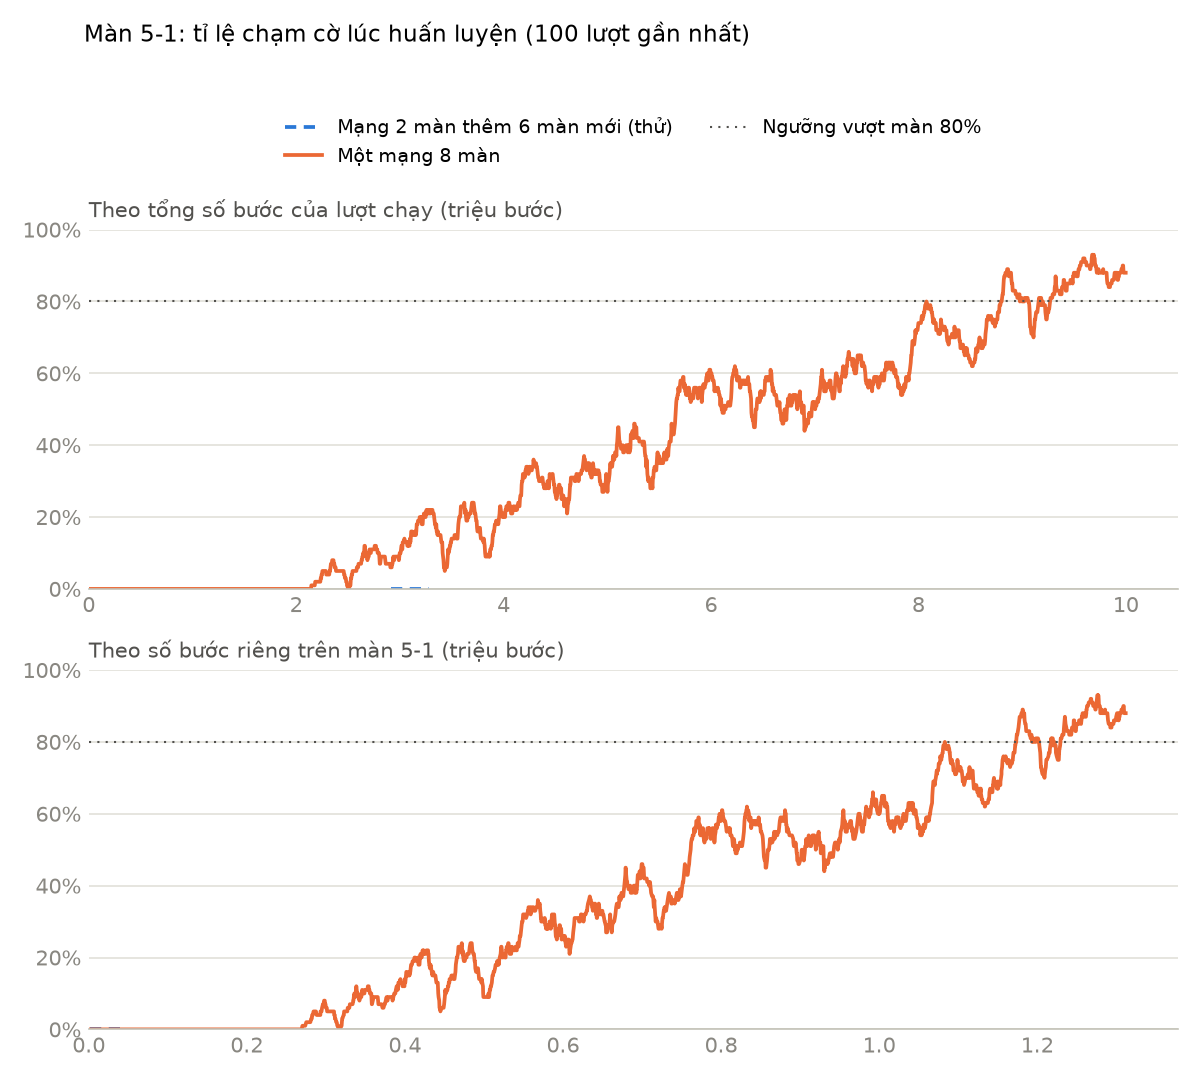 Màn 5-1: tỉ lệ chạm cờ lúc huấn luyện (100 lượt gần nhất)
Mạng 2 màn thêm 6 màn mới (thử)
Ngưỡng vượt màn 80%
Một mạng 8 màn
Theo tổng số bước của lượt chạy (triệu bước)
100%
80%
60%
40%
20%
0%
0 2 4 6 8 10
Theo số bước riêng trên màn 5-1 (triệu bước)
100%
80%
60%
40%
20%
0%
0.0 0.2 0.4 0.6 0.8 1.0 1.2